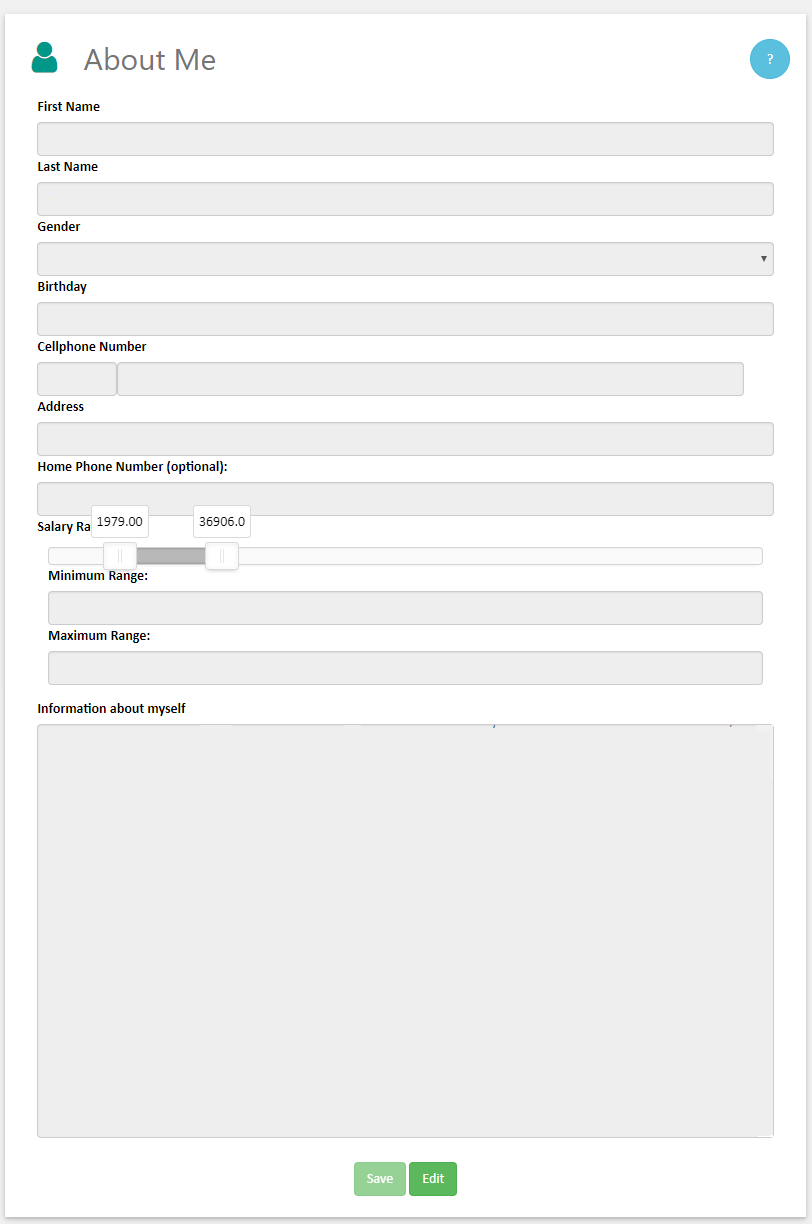 About Me
?
First Name
Last Name
Gender
Birthday
Cellphone Number
Address
Home Phone Number (optional):
Salary Ra
1979.00 36906.0
Minimum Range:
Maximum Range:
Information about myself
Save Edit